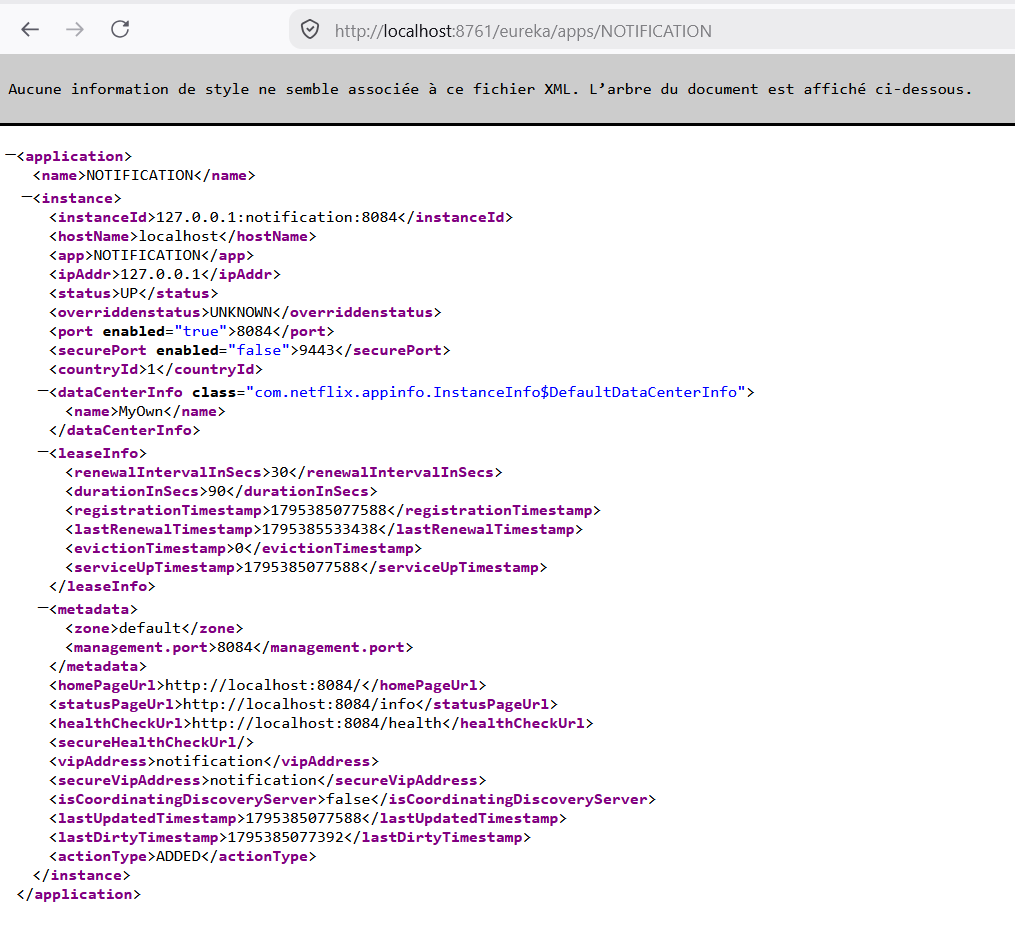 http://localhost:8761/eureka/apps/NOTIFICATION
Aucune information de style ne semble associée à ce fichier XML. L’arbre du document est affiché ci-dessous.
−<application>
<name>NOTIFICATION</name>
−<instance>
<instanceId>127.0.0.1:notification:8084</instanceId>
<hostName>localhost</hostName>
<app>NOTIFICATION</app>
<ipAddr>127.0.0.1</ipAddr>
<status>UP</status>
<overriddenstatus>UNKNOWN</overriddenstatus>
<port enabled="true">8084</port>
<securePort enabled="false">9443</securePort>
<countryId>1</countryId>
−<dataCenterInfo class="com.netflix.appinfo.InstanceInfo$DefaultDataCenterInfo">
<name>MyOwn</name>
</dataCenterInfo>
−<leaseInfo>
<renewalIntervalInSecs>30</renewalIntervalInSecs>
<durationInSecs>90</durationInSecs>
<registrationTimestamp>1795385077588</registrationTimestamp>
<lastRenewalTimestamp>1795385533438</lastRenewalTimestamp>
<evictionTimestamp>0</evictionTimestamp>
<serviceUpTimestamp>1795385077588</serviceUpTimestamp>
</leaseInfo>
−<metadata>
<zone>default</zone>
<management.port>8084</management.port>
</metadata>
<homePageUrl>http://localhost:8084/</homePageUrl>
<statusPageUrl>http://localhost:8084/info</statusPageUrl>
<healthCheckUrl>http://localhost:8084/health</healthCheckUrl>
<secureHealthCheckUrl/>
<vipAddress>notification</vipAddress>
<secureVipAddress>notification</secureVipAddress>
<isCoordinatingDiscoveryServer>false</isCoordinatingDiscoveryServer>
<lastUpdatedTimestamp>1795385077588</lastUpdatedTimestamp>
<lastDirtyTimestamp>1795385077392</lastDirtyTimestamp>
<actionType>ADDED</actionType>
</instance>
</application>